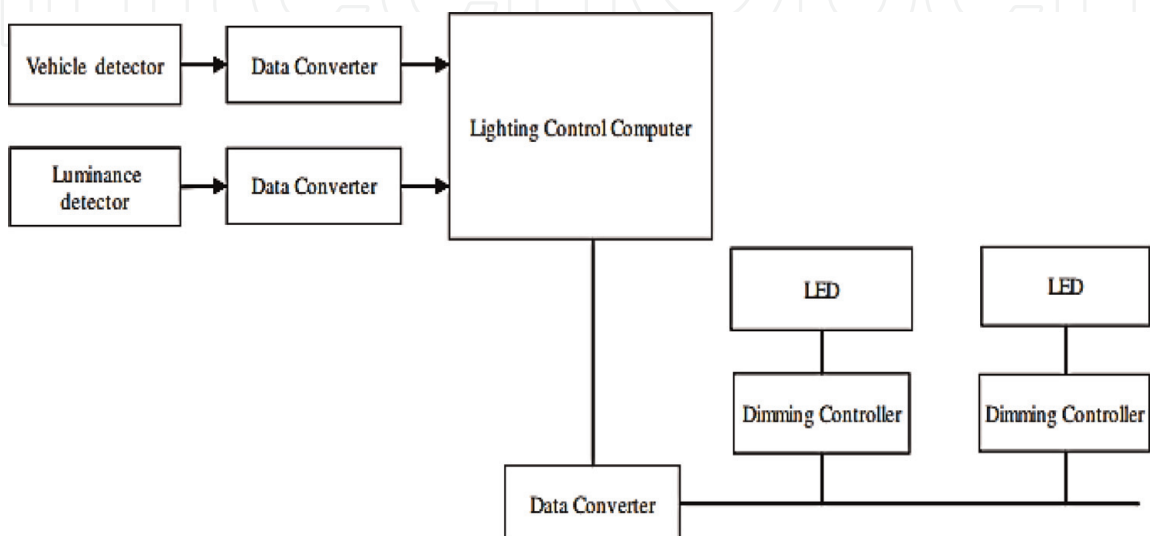 Vehicle detector
Data Converter
Lighting Control Computer
Luminance
detector
Data Converter
LED
LED
Dimming Controller
Dimming Controller
Data Converter